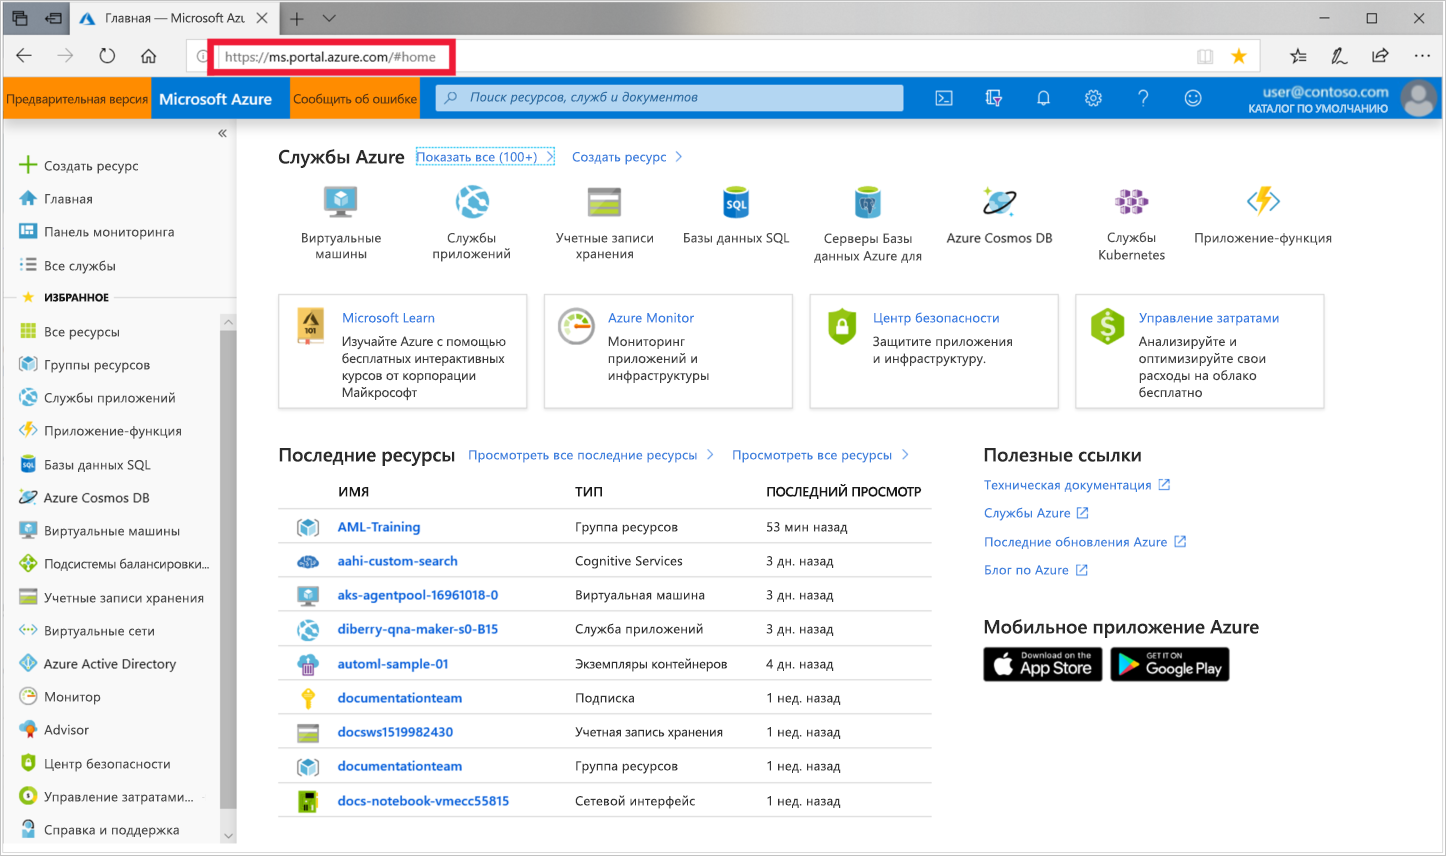 Главная — Microsoft Az
https://ms.portal.azure.com/#home
Предварительная версия
Microsoft Azure
Сообщить об ошибке
Поиск ресурсов, служб и документов
user@contoso.com
КАТАЛОГ ПО УМОЛЧАНИЮ
Создать ресурс
Главная
Панель мониторинга
Все службы
ИЗБРАННОЕ
Все ресурсы
Группы ресурсов
Службы приложений
Приложение-функция
Базы данных SQL
Azure Cosmos DB
Виртуальные машины
Подсистемы балансировки...
Учетные записи хранения
Виртуальные сети
Azure Active Directory
Монитор
Advisor
Центр безопасности
Управление затратами...
Справка и поддержка
Службы Azure
Показать все (100+)
Создать ресурс
Виртуальные
машины
Службы
приложений
Учетные записи
хранения
SQL
Базы данных SQL
Серверы Базы
данных Azure для
Azure Cosmos DB
Службы
Kubernetes
Приложение-функция
101
Microsoft Learn
Изучайте Azure с помощью
бесплатных интерактивных
курсов от корпорации
Майкрософт
Azure Monitor
Мониторинг
приложений и
инфраструктуры
Центр безопасности
Защитите приложения
и инфраструктуру.
Управление затратами
Анализируйте и
оптимизируйте свои
расходы на облако
бесплатно
Последние ресурсы
Просмотреть все последние ресурсы
Просмотреть все ресурсы
ИМЯ ТИП ПОСЛЕДНИЙ ПРОСМОТР
AML-Training Группа ресурсов 53 мин назад
aahi-custom-search Cognitive Services 3 дн. назад
aks-agentpool-16961018-0 Виртуальная машина 3 дн. назад
diberry-qna-maker-s0-B15 Служба приложений 3 дн. назад
automl-sample-01 Экземпляры контейнеров 4 дн. назад
documentationteam Подписка 1 нед. назад
docsws1519982430 Учетная запись хранения 1 нед. назад
documentationteam Группа ресурсов 1 нед. назад
docs-notebook-vmecc55815 Сетевой интерфейс 1 нед. назад
Полезные ссылки
Техническая документация
Службы Azure
Последние обновления Azure
Блог по Azure
Мобильное приложение Azure
Download on the
App Store
GET IT ON
Google Play